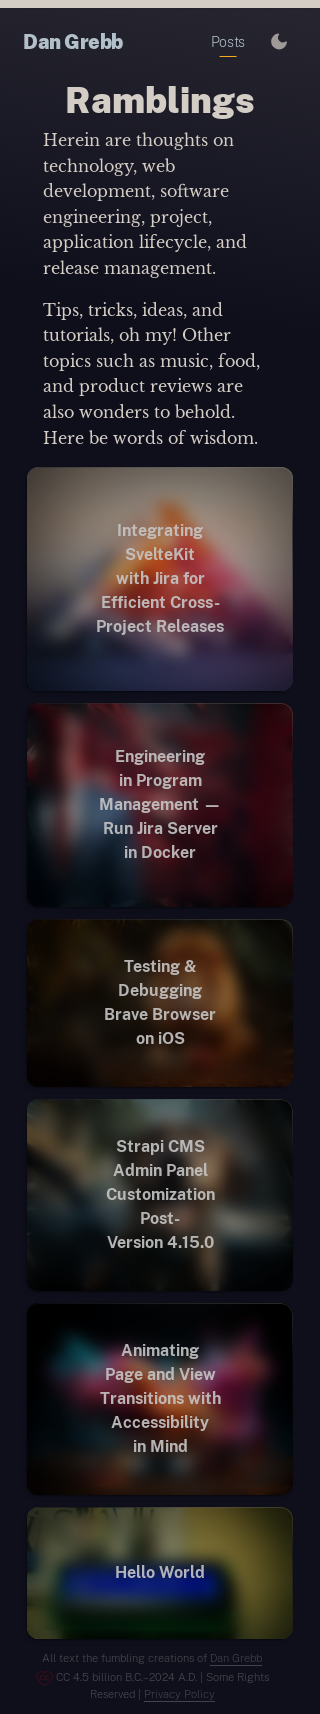 Dan Grebb
Posts
Ramblings
Herein are thoughts on
technology, web
development, software
engineering, project,
application lifecycle, and
release management.
Tips, tricks, ideas, and
tutorials, oh my! Other
topics such as music, food,
and product reviews are
also wonders to behold.
Here be words of wisdom.
Integrating
SvelteKit
with Jira for
Efficient Cross-
Project Releases
Engineering
in Program
Management —
Run Jira Server
in Docker
Testing &
Debugging
Brave Browser
on iOS
Strapi CMS
Admin Panel
Customization
Post-
Version 4.15.0
Animating
Page and View
Transitions with
Accessibility
in Mind
Hello World
All text the fumbling creations of Dan Grebb
CC 4.5 billion B.C.–2024 A.D. | Some Rights
Reserved | Privacy Policy